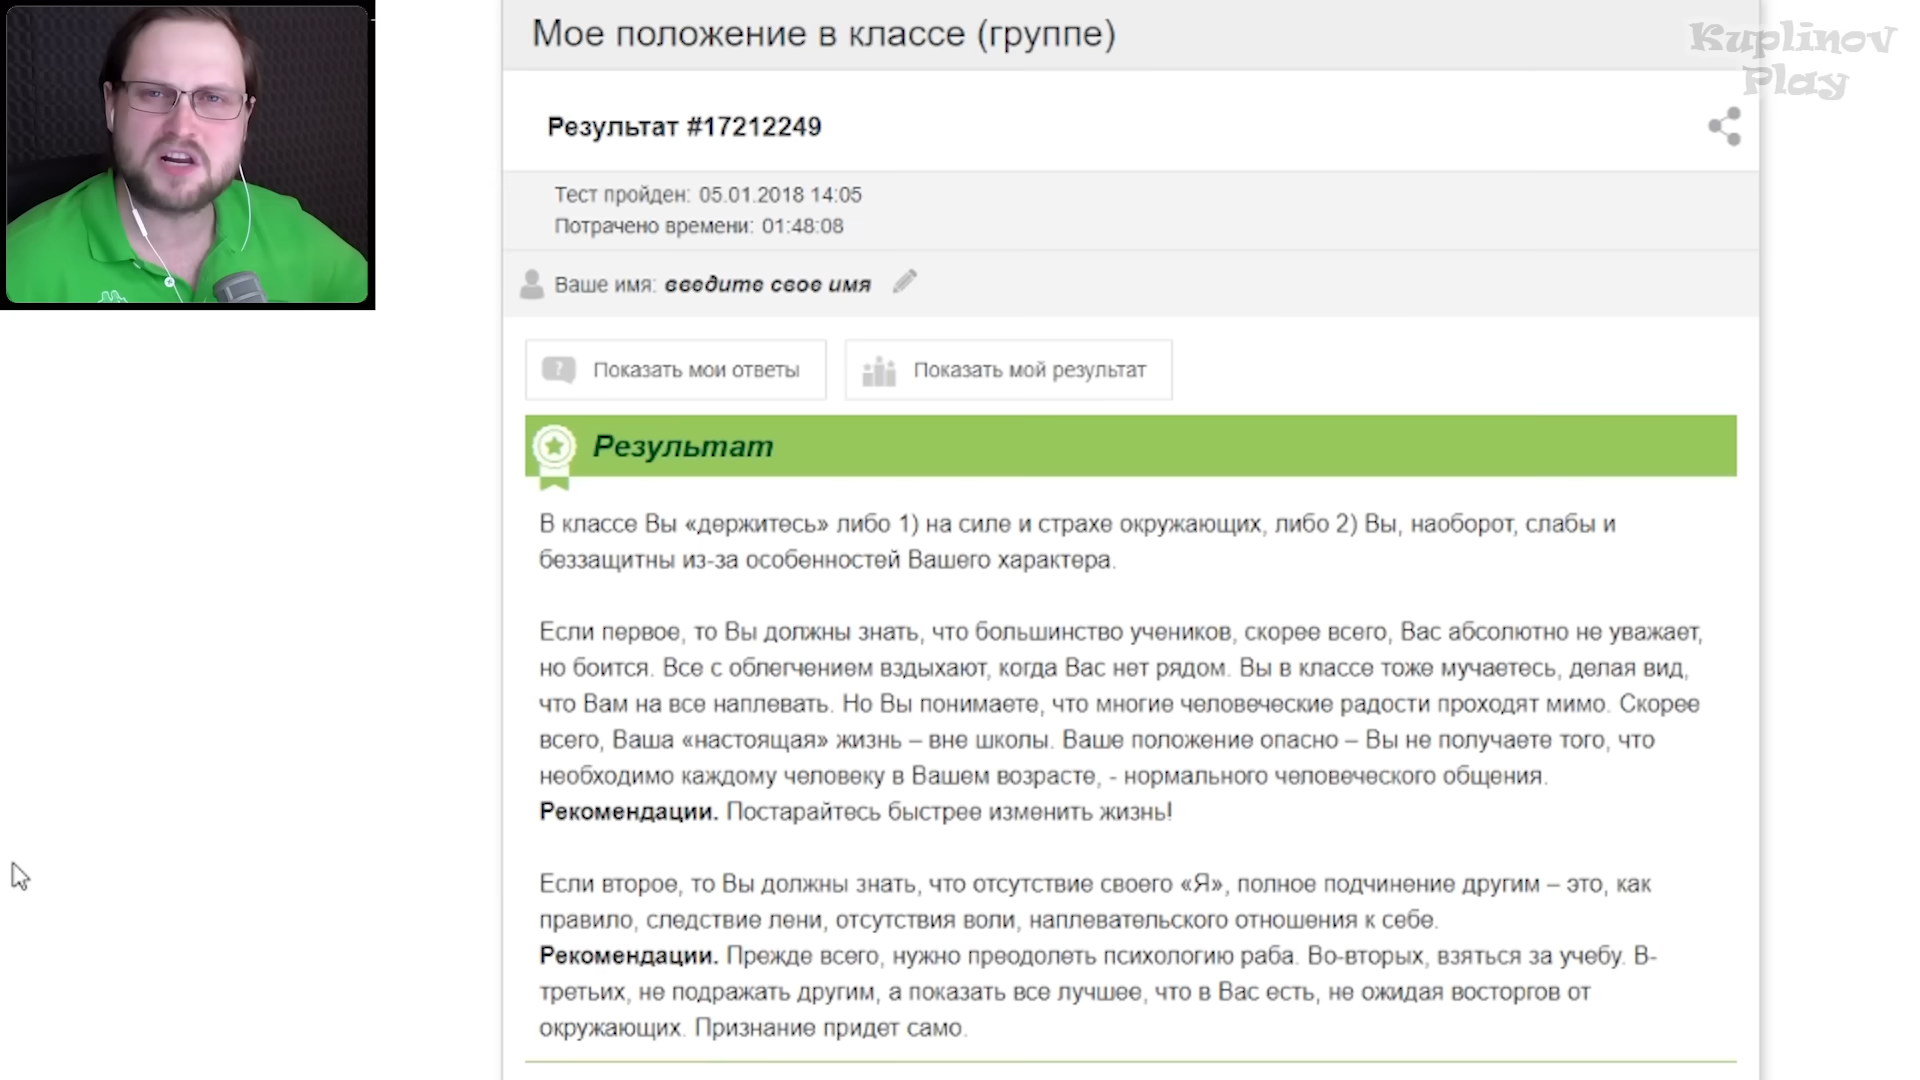 Мое положение в классе (группе)
Kuplinov
Play
Результат #17212249
Тест пройден: 05.01.2018 14:05
Потрачено времени: 01:48:08
Ваше имя: введите свое имя
Показать мои ответы
Показать мой результат
Результат
В классе Вы «держитесь» либо 1) на силе и страхе окружающих, либо 2) Вы, наоборот, слабы и
беззащитны из-за особенностей Вашего характера.
Если первое, то Вы должны знать, что большинство учеников, скорее всего, Вас абсолютно не уважает,
но боится. Все с облегчением вздыхают, когда Вас нет рядом. Вы в классе тоже мучаетесь, делая вид,
что Вам на все наплевать. Но Вы понимаете, что многие человеческие радости проходят мимо. Скорее
всего, Ваша «настоящая» жизнь – вне школы. Ваше положение опасно – Вы не получаете того, что
необходимо каждому человеку в Вашем возрасте, - нормального человеческого общения.
Рекомендации. Постарайтесь быстрее изменить жизнь!
Если второе, то Вы должны знать, что отсутствие своего «Я», полное подчинение другим – это, как
правило, следствие лени, отсутствия воли, наплевательского отношения к себе.
Рекомендации. Прежде всего, нужно преодолеть психологию раба. Во-вторых, взяться за учебу. В-
третьих, не подражать другим, а показать все лучшее, что в Вас есть, не ожидая восторгов от
окружающих. Признание придет само.